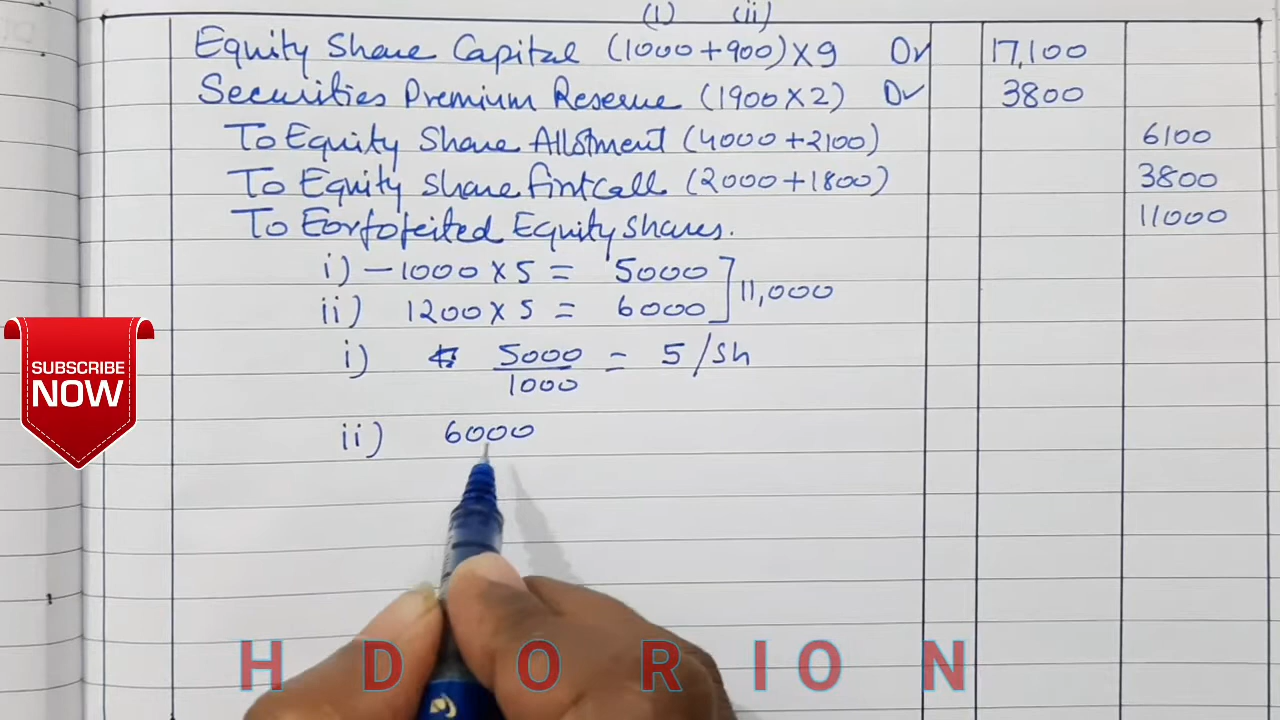 (i) (ii)
Equity Share Capital (1000+900)×9 Dr 17,100
Securities Premium Reserve (1900×2) Dr 3800
To Equity Share Allotment (4000+2100) 6100
To Equity Share first call (2000+1800) 3800
To Forfofeited Equity shares. 11000
i) – 1000 × 5 = 5000
ii) 1200 × 5 = 6000 ] 11,000
i) 5000/1000 = 5/Sh
ii) 6000
SUBSCRIBE
NOW
H D O R I O N